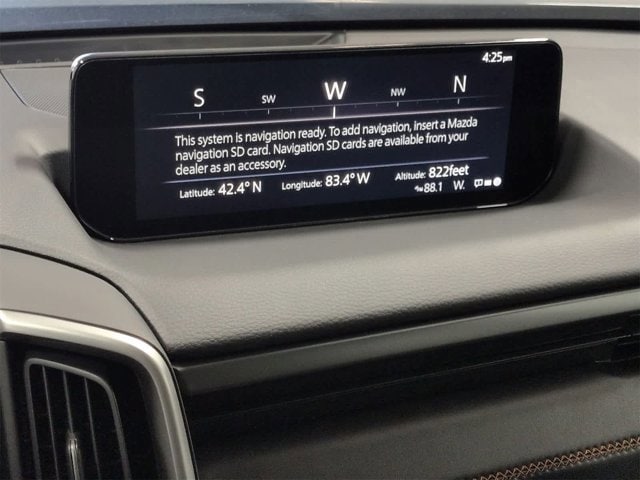 4:25pm
S SW W NW N
This system is navigation ready. To add navigation, insert a Mazda
navigation SD card. Navigation SD cards are available from your
dealer as an accessory.
Latitude: 42.4° N Longitude: 83.4° W Altitude: 822feet
88.1 W.